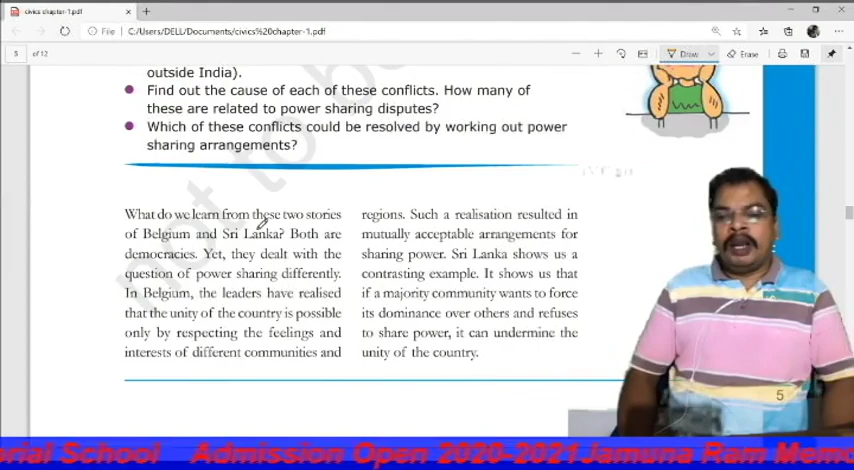 civics chapter-1.pdf
File C:/Users/DELL/Documents/civics%20chapter-1.pdf
5 of 12
Draw
Erase
outside India).
Find out the cause of each of these conflicts. How many of
these are related to power sharing disputes?
Which of these conflicts could be resolved by working out power
sharing arrangements?
What do we learn from these two stories
of Belgium and Sri Lanka? Both are
democracies. Yet, they dealt with the
question of power sharing differently.
In Belgium, the leaders have realised
that the unity of the country is possible
only by respecting the feelings and
interests of different communities and
regions. Such a realisation resulted in
mutually acceptable arrangements for
sharing power. Sri Lanka shows us a
contrasting example. It shows us that
if a majority community wants to force
its dominance over others and refuses
to share power, it can undermine the
unity of the country.
5
not to be
orial School Admission Open 2020-2021 Jamuna Ram Memo